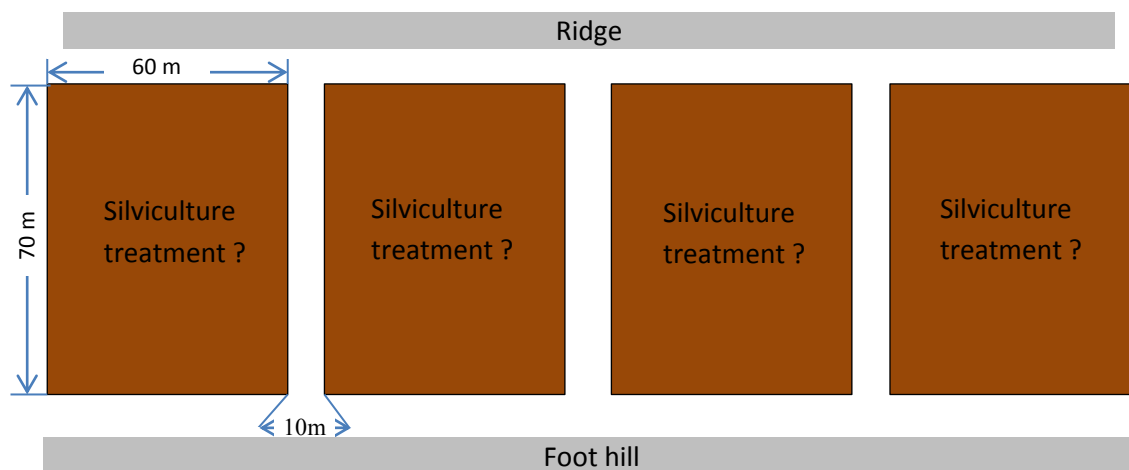 Ridge
60 m
70 m
Silviculture
treatment ?
Silviculture
treatment ?
Silviculture
treatment ?
Silviculture
treatment ?
10m
Foot hill